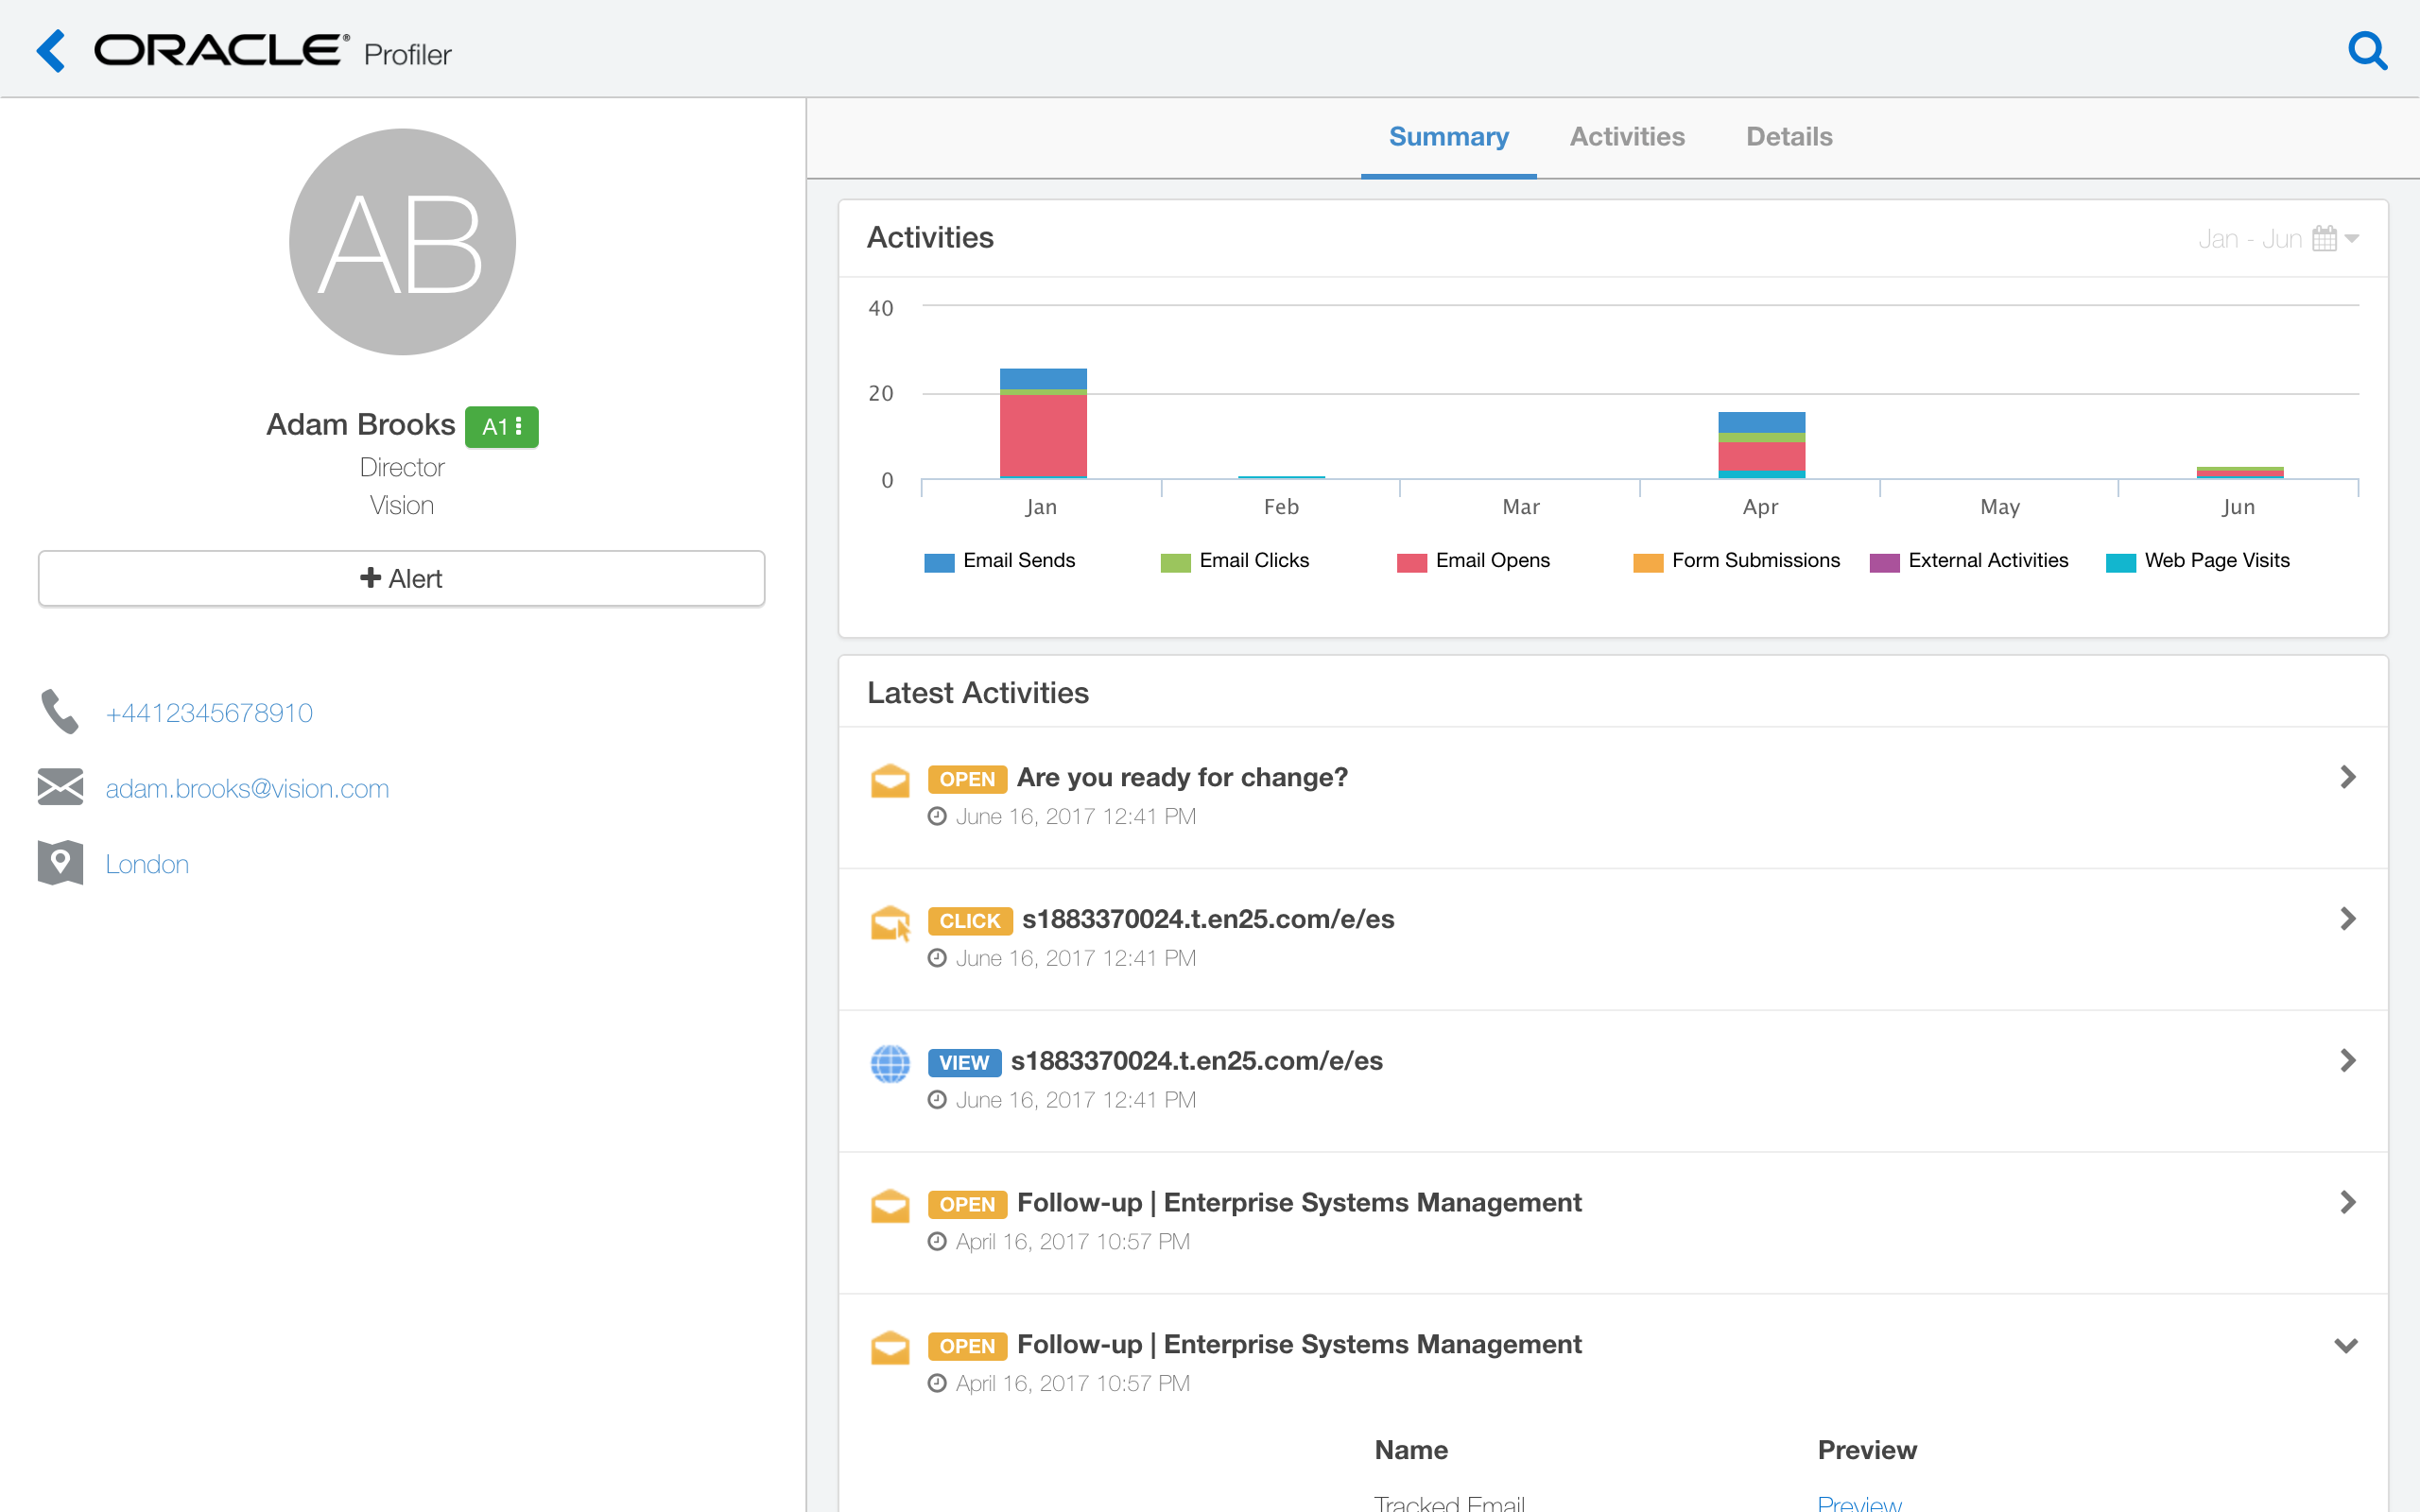 ORACLE® Profiler
AB
Adam Brooks A1
Director
Vision
Alert
+4412345678910
adam.brooks@vision.com
London
Summary Activities Details
Activities
Jan - Jun
40
20
0
Jan Feb Mar Apr May Jun
Email Sends Email Clicks Email Opens Form Submissions External Activities Web Page Visits
Latest Activities
OPEN Are you ready for change?
June 16, 2017 12:41 PM
CLICK s1883370024.t.en25.com/e/es
June 16, 2017 12:41 PM
VIEW s1883370024.t.en25.com/e/es
June 16, 2017 12:41 PM
OPEN Follow-up | Enterprise Systems Management
April 16, 2017 10:57 PM
OPEN Follow-up | Enterprise Systems Management
April 16, 2017 10:57 PM
Name Preview
Tracked Email Preview